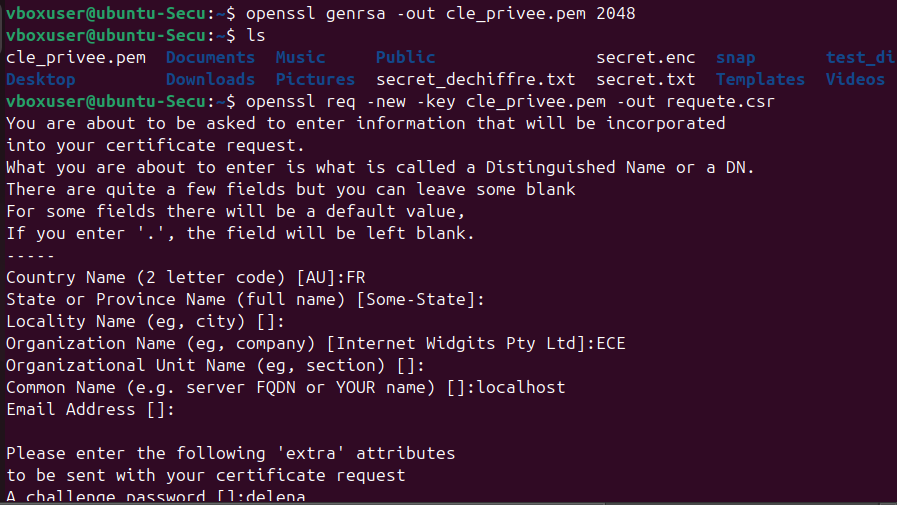 vboxuser@ubuntu-Secu:~$ openssl genrsa -out cle_privee.pem 2048
vboxuser@ubuntu-Secu:~$ ls
cle_privee.pem  Documents  Music     Public                secret.enc  snap       test_di
Desktop         Downloads  Pictures  secret_dechiffre.txt  secret.txt  Templates  Videos
vboxuser@ubuntu-Secu:~$ openssl req -new -key cle_privee.pem -out requete.csr
You are about to be asked to enter information that will be incorporated
into your certificate request.
What you are about to enter is what is called a Distinguished Name or a DN.
There are quite a few fields but you can leave some blank
For some fields there will be a default value,
If you enter '.', the field will be left blank.
-----
Country Name (2 letter code) [AU]:FR
State or Province Name (full name) [Some-State]:
Locality Name (eg, city) []:
Organization Name (eg, company) [Internet Widgits Pty Ltd]:ECE
Organizational Unit Name (eg, section) []:
Common Name (e.g. server FQDN or YOUR name) []:localhost
Email Address []:

Please enter the following 'extra' attributes
to be sent with your certificate request
A challenge password []:delena